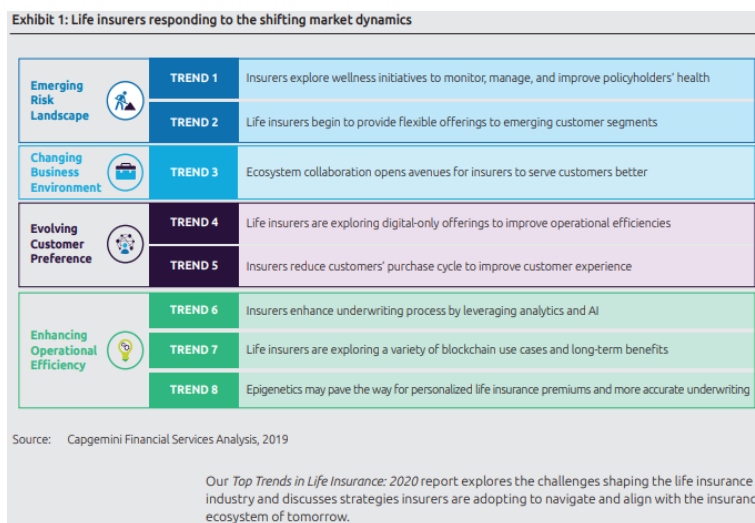 Exhibit 1: Life insurers responding to the shifting market dynamics
Emerging
Risk
Landscape
TREND 1
Insurers explore wellness initiatives to monitor, manage, and improve policyholders' health
TREND 2
Life insurers begin to provide flexible offerings to emerging customer segments
Changing
Business
Environment
TREND 3
Ecosystem collaboration opens avenues for insurers to serve customers better
Evolving
Customer
Preference
TREND 4
Life insurers are exploring digital-only offerings to improve operational efficiencies
TREND 5
Insurers reduce customers' purchase cycle to improve customer experience
Enhancing
Operational
Efficiency
TREND 6
Insurers enhance underwriting process by leveraging analytics and AI
TREND 7
Life insurers are exploring a variety of blockchain use cases and long-term benefits
TREND 8
Epigenetics may pave the way for personalized life insurance premiums and more accurate underwriting
Source: Capgemini Financial Services Analysis, 2019
Our Top Trends in Life Insurance: 2020 report explores the challenges shaping the life insurance
industry and discusses strategies insurers are adopting to navigate and align with the insuranc
ecosystem of tomorrow.